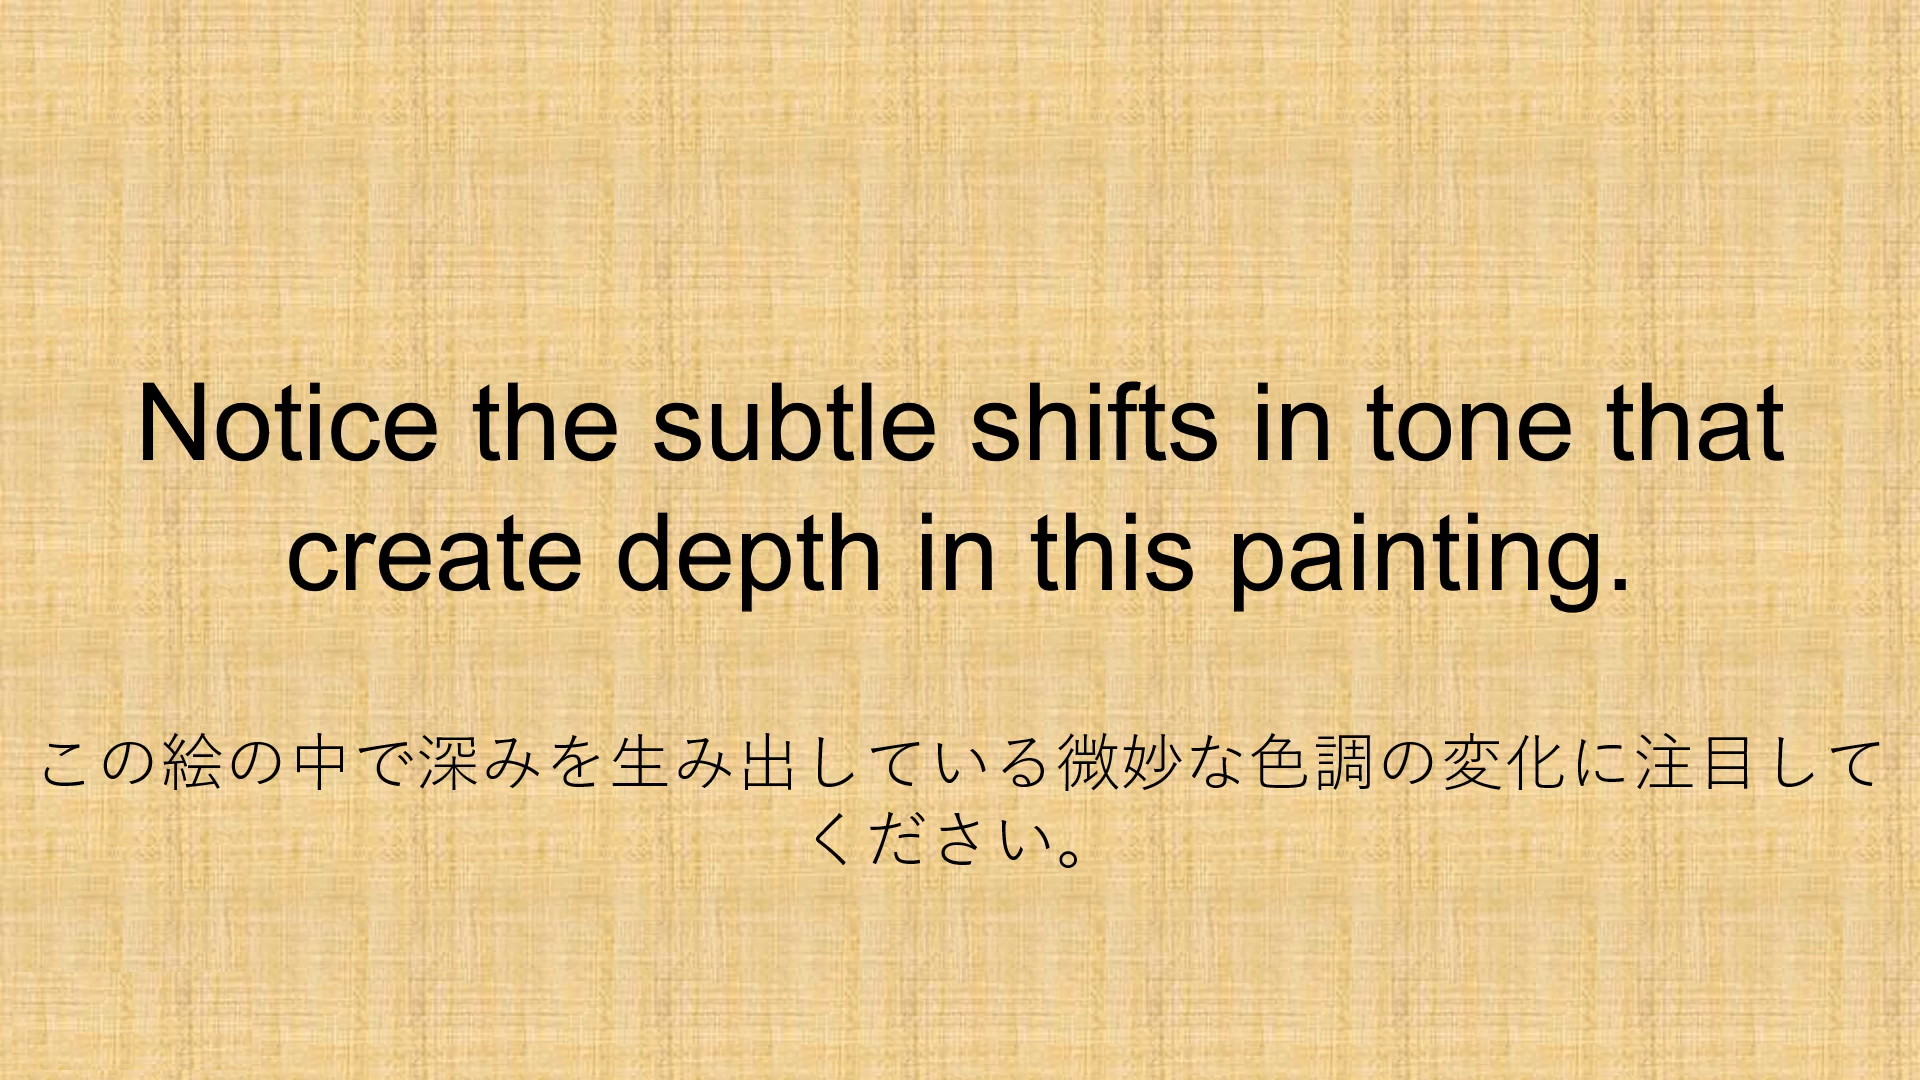 Notice the subtle shifts in tone that
create depth in this painting.
この絵の中で深みを生み出している微妙な色調の変化に注目して
ください。